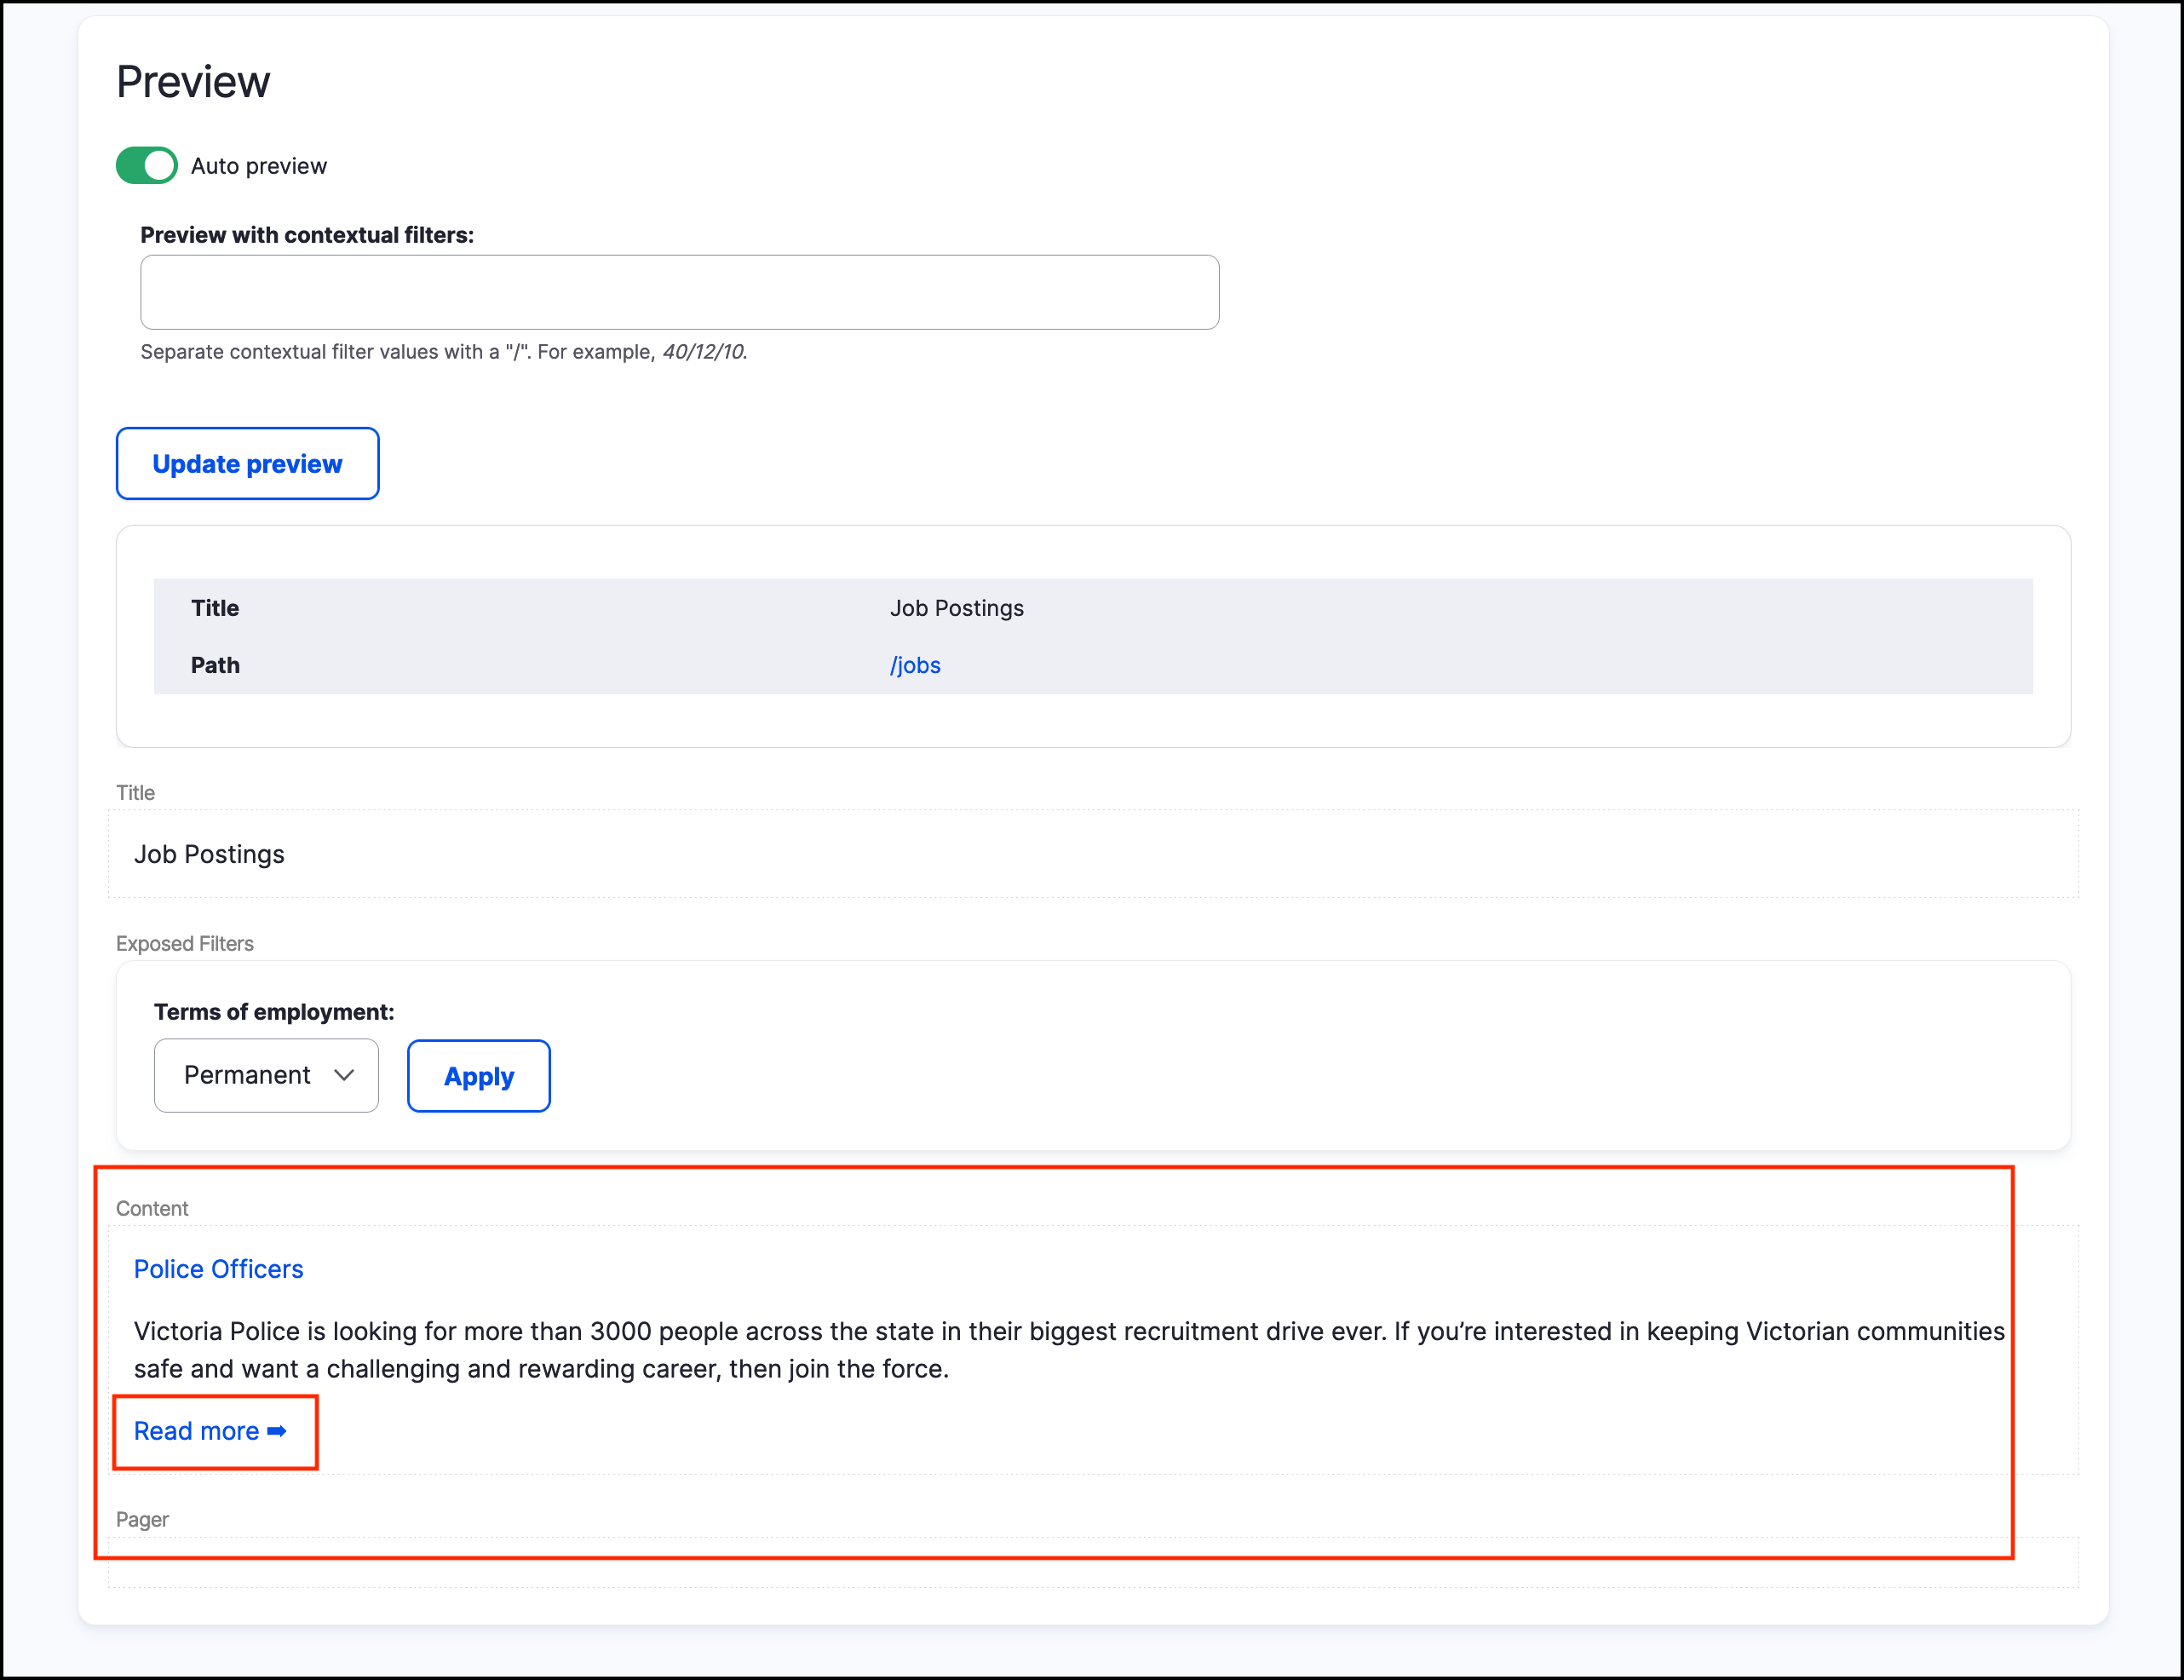 Preview
Auto preview
Preview with contextual filters:
Separate contextual filter values with a "/". For example, 40/12/10.
Update preview
Title Job Postings
Path /jobs
Title
Job Postings
Exposed Filters
Terms of employment:
Permanent Apply
Content
Police Officers
Victoria Police is looking for more than 3000 people across the state in their biggest recruitment drive ever. If you’re interested in keeping Victorian communities
safe and want a challenging and rewarding career, then join the force.
Read more ➡
Pager